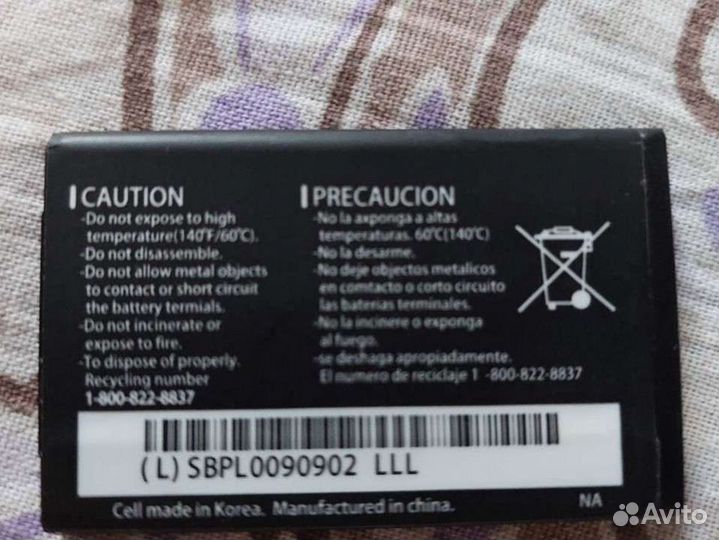 CAUTION
-Do not expose to high
temperature(140°F/60℃).
-Do not disassemble.
-Do not allow metal objects
to contact or short circuit
the battery termials.
-Do not incinerate or
expose to fire.
-To dispose of properly.
Recycling number
1-800-822-8837
PRECAUCION
-No la axponga a altas
temperaturas. 60℃(140℃)
-No la desarme.
-No deje objectos metalicos
en comtacto o corto circuito
las baterias terminales.
-No la incinere o exponga
al fuego.
-se deshaga apropiadamente.
El numero de reciclaje 1 -800-822-8837
(L) SBPL0090902 LLL
Cell made in Korea. Manufactured in china.
NA
Avito